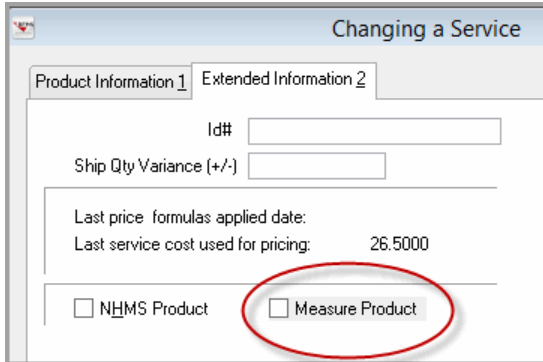 Changing a Service
Product Information 1 Extended Information 2
Id#
Ship Qty Variance (+/-)
Last price formulas applied date:
Last service cost used for pricing: 26.5000
NHMS Product Measure Product